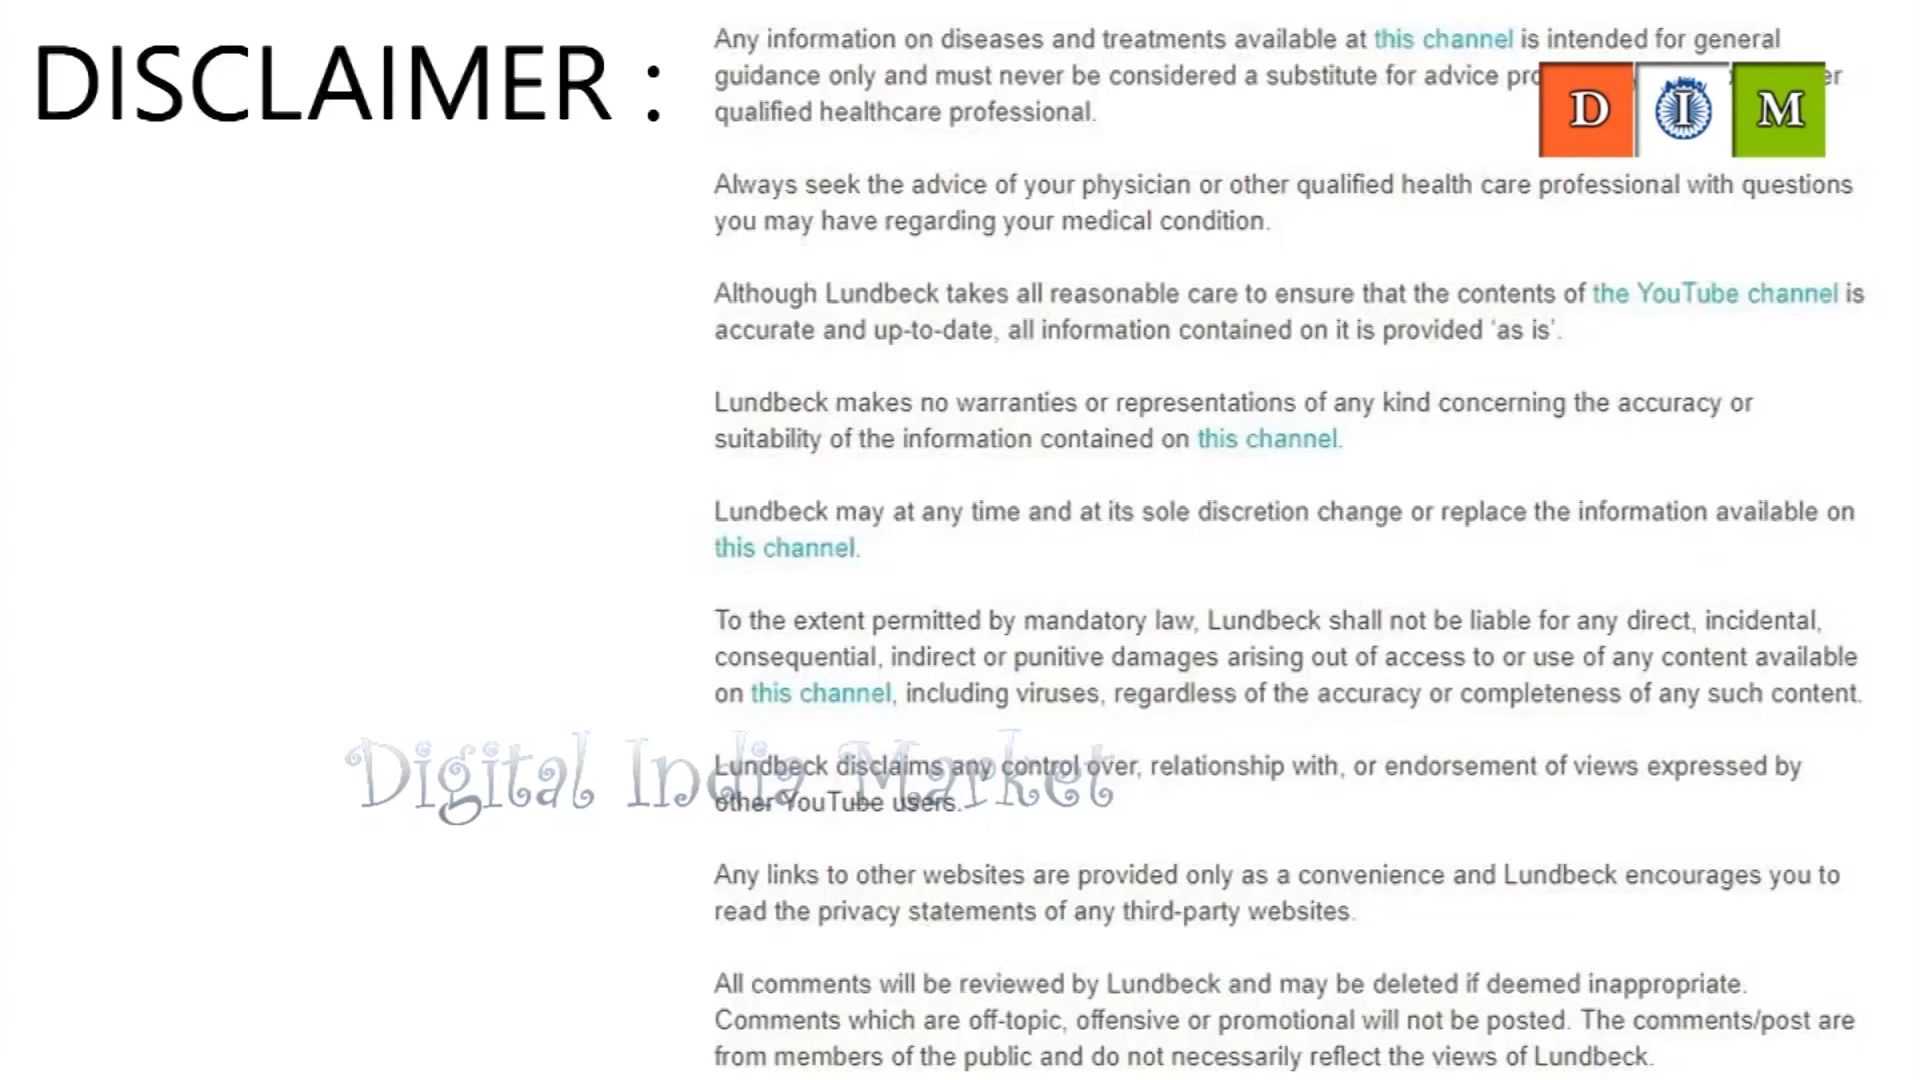 DISCLAIMER :
Any information on diseases and treatments available at this channel is intended for general
guidance only and must never be considered a substitute for advice
qualified healthcare professional.
D I M
Always seek the advice of your physician or other qualified health care professional with questions
you may have regarding your medical condition.
Although Lundbeck takes all reasonable care to ensure that the contents of the YouTube channel is
accurate and up-to-date, all information contained on it is provided 'as is'.
Lundbeck makes no warranties or representations of any kind concerning the accuracy or
suitability of the information contained on this channel.
Lundbeck may at any time and at its sole discretion change or replace the information available on
this channel.
To the extent permitted by mandatory law, Lundbeck shall not be liable for any direct, incidental,
consequential, indirect or punitive damages arising out of access to or use of any content available
on this channel, including viruses, regardless of the accuracy or completeness of any such content.
Digital India Market
Lundbeck disclaims any control over, relationship with, or endorsement of views expressed by
other YouTube users.
Any links to other websites are provided only as a convenience and Lundbeck encourages you to
read the privacy statements of any third-party websites.
All comments will be reviewed by Lundbeck and may be deleted if deemed inappropriate.
Comments which are off-topic, offensive or promotional will not be posted. The comments/post are
from members of the public and do not necessarily reflect the views of Lundbeck.